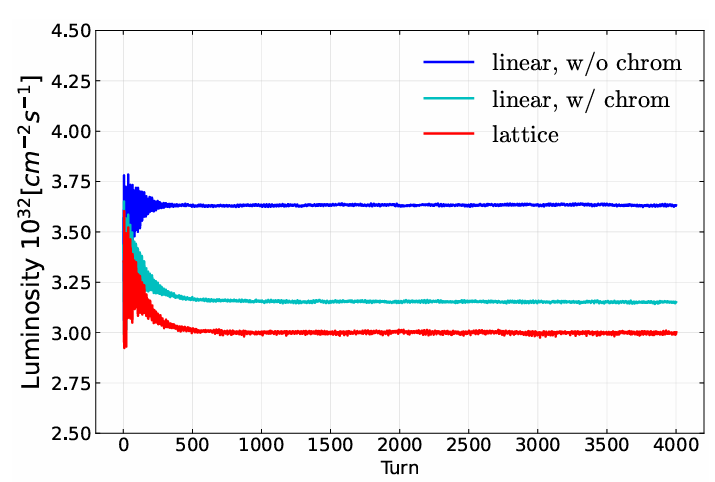 4.50
4.25
4.00
3.75
3.50
3.25
3.00
2.75
2.50
Luminosity 10^32[cm^−2s^−1]
linear, w/o chrom
linear, w/ chrom
lattice
0 500 1000 1500 2000 2500 3000 3500 4000
Turn